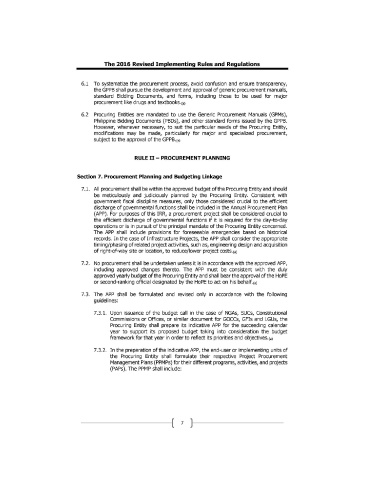 The 2016 Revised Implementing Rules and Regulations
6.1 To systematize the procurement process, avoid confusion and ensure transparency,
the GPPB shall pursue the development and approval of generic procurement manuals,
standard Bidding Documents, and forms, including those to be used for major
procurement like drugs and textbooks.(a)
6.2 Procuring Entities are mandated to use the Generic Procurement Manuals (GPMs),
Philippine Bidding Documents (PBDs), and other standard forms issued by the GPPB.
However, whenever necessary, to suit the particular needs of the Procuring Entity,
modifications may be made, particularly for major and specialized procurement,
subject to the approval of the GPPB.(a)
RULE II – PROCUREMENT PLANNING
Section 7. Procurement Planning and Budgeting Linkage
7.1. All procurement shall be within the approved budget of the Procuring Entity and should
be meticulously and judiciously planned by the Procuring Entity. Consistent with
government fiscal discipline measures, only those considered crucial to the efficient
discharge of governmental functions shall be included in the Annual Procurement Plan
(APP). For purposes of this IRR, a procurement project shall be considered crucial to
the efficient discharge of governmental functions if it is required for the day-to-day
operations or is in pursuit of the principal mandate of the Procuring Entity concerned.
The APP shall include provisions for foreseeable emergencies based on historical
records. In the case of Infrastructure Projects, the APP shall consider the appropriate
timing/phasing of related project activities, such as, engineering design and acquisition
of right-of-way site or location, to reduce/lower project costs.(a)
7.2. No procurement shall be undertaken unless it is in accordance with the approved APP,
including approved changes thereto. The APP must be consistent with the duly
approved yearly budget of the Procuring Entity and shall bear the approval of the HoPE
or second-ranking official designated by the HoPE to act on his behalf.(a)
7.3. The APP shall be formulated and revised only in accordance with the following
guidelines:
7.3.1. Upon issuance of the budget call in the case of NGAs, SUCs, Constitutional
Commissions or Offices, or similar document for GOCCs, GFIs and LGUs, the
Procuring Entity shall prepare its indicative APP for the succeeding calendar
year to support its proposed budget taking into consideration the budget
framework for that year in order to reflect its priorities and objectives.(a)
7.3.2. In the preparation of the indicative APP, the end-user or implementing units of
the Procuring Entity shall formulate their respective Project Procurement
Management Plans (PPMPs) for their different programs, activities, and projects
(PAPs). The PPMP shall include:
7